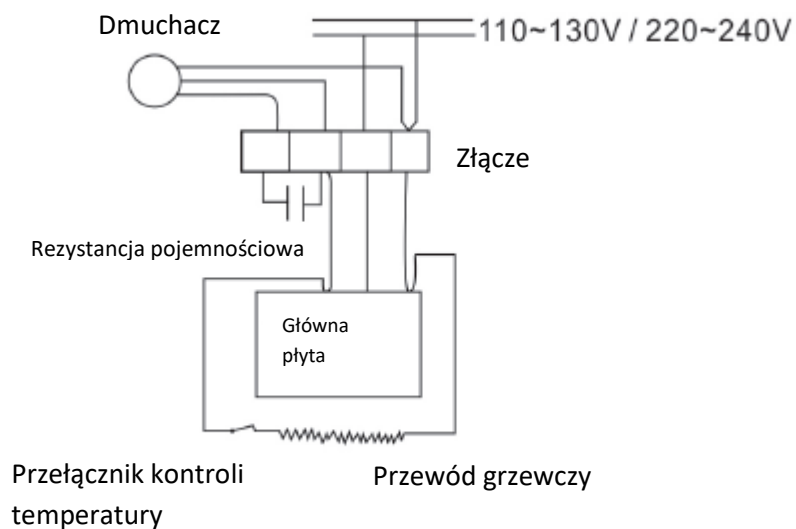 Dmuchacz
110~130V / 220~240V
Złącze
Rezystancja pojemnościowa
Główna
płyta
Przełącznik kontroli
temperatury
Przewód grzewczy